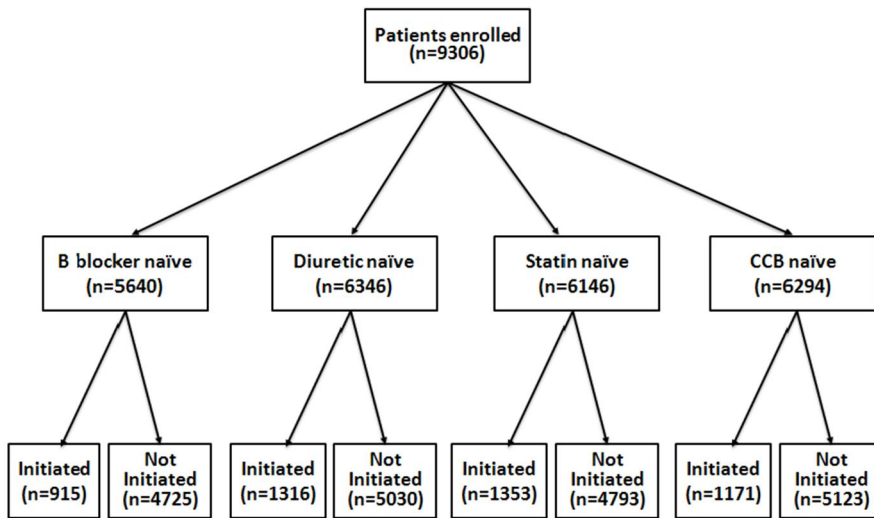 Patients enrolled
(n=9306)
B blocker naïve
(n=5640)
Diuretic naïve
(n=6346)
Statin naïve
(n=6146)
CCB naïve
(n=6294)
Initiated
(n=915)
Not
Initiated
(n=4725)
Initiated
(n=1316)
Not
Initiated
(n=5030)
Initiated
(n=1353)
Not
Initiated
(n=4793)
Initiated
(n=1171)
Not
Initiated
(n=5123)